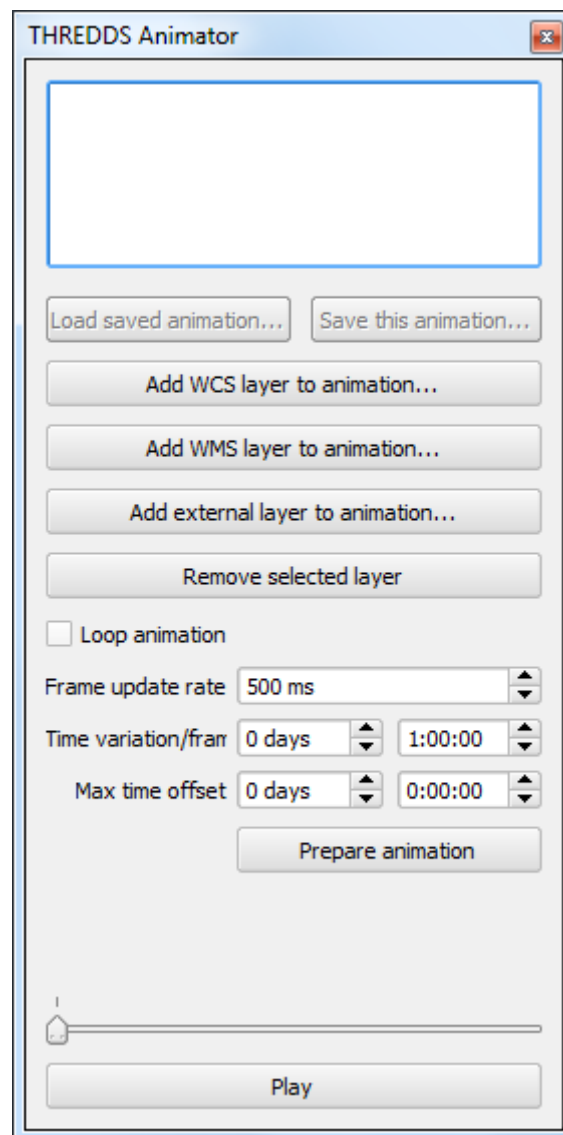 THREDDS Animator
Load saved animation... Save this animation...
Add WCS layer to animation...
Add WMS layer to animation...
Add external layer to animation...
Remove selected layer
Loop animation
Frame update rate 500 ms
Time variation/fram 0 days 1:00:00
Max time offset 0 days 0:00:00
Prepare animation
Play